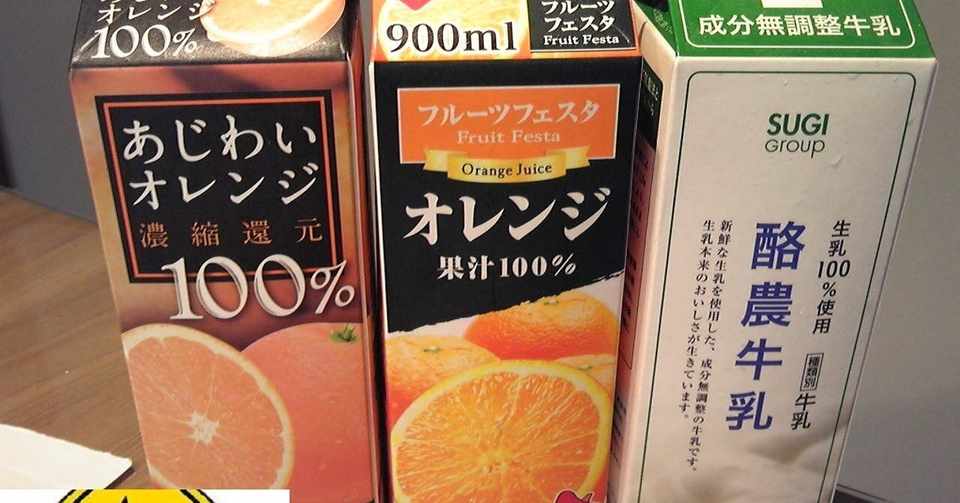 オレンジ
100%
あじわい
オレンジ
濃縮還元
100%
900ml
フルーツ
フェスタ
Fruit Festa
フルーツフェスタ
Fruit Festa
Orange Juice
オレンジ
果汁100%
成分無調整牛乳
SUGI
GROUP
生乳100%使用
種類別 牛乳
酪農牛乳
新鮮な生乳を使用した、成分無調整の牛乳です。
生乳本来のおいしさが生きています。